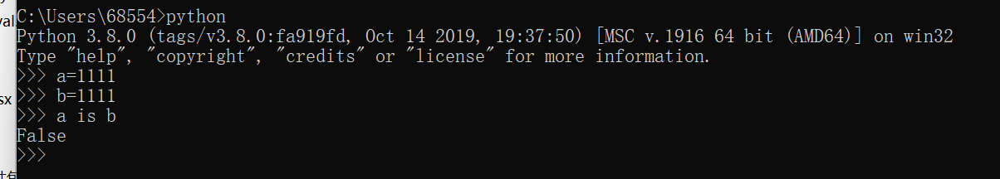 C:\Users\68554>python
Python 3.8.0 (tags/v3.8.0:fa919fd, Oct 14 2019, 19:37:50) [MSC v.1916 64 bit (AMD64)] on win32
Type "help", "copyright", "credits" or "license" for more information.
>>> a=1111
>>> b=1111
>>> a is b
False
>>>